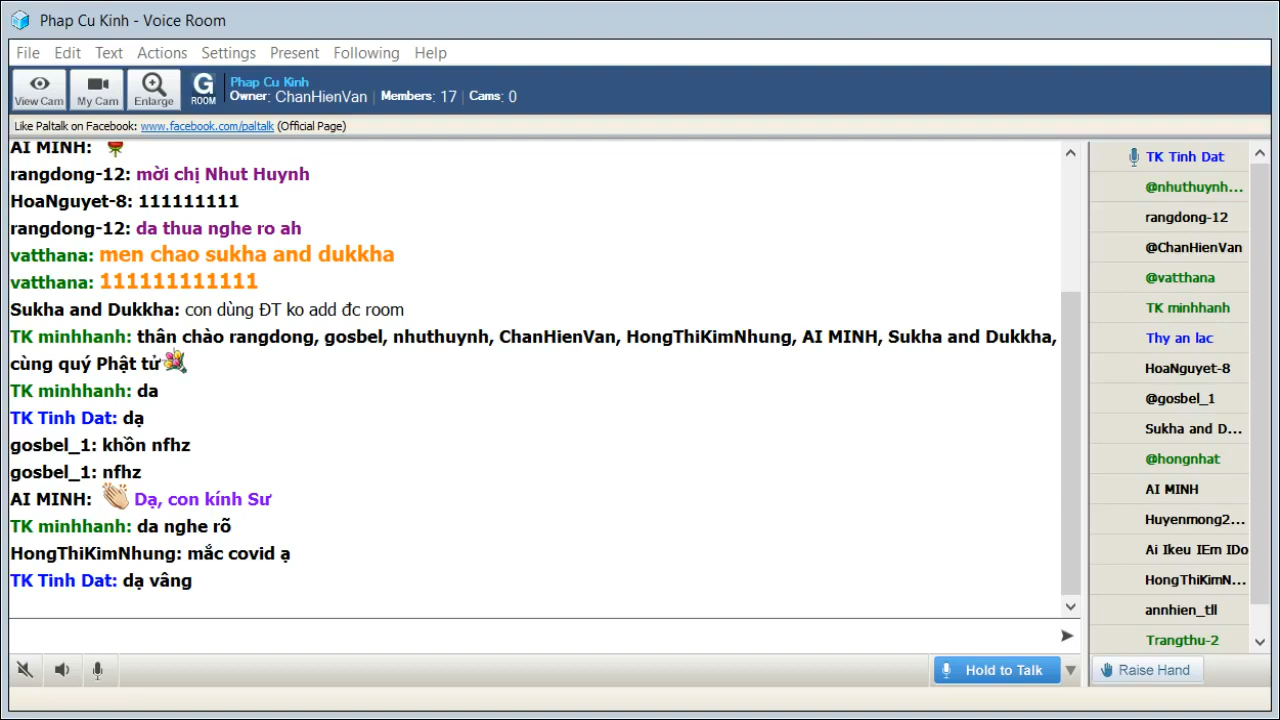 Phap Cu Kinh - Voice Room
File Edit Text Actions Settings Present Following Help
View Cam
My Cam
Enlarge
G
ROOM
Phap Cu Kinh
Owner: ChanHienVan | Members: 17 | Cams: 0
Like Paltalk on Facebook: www.facebook.com/paltalk (Official Page)
AI MINH:
rangdong-12: mời chị Nhut Huynh
HoaNguyet-8: 111111111
rangdong-12: da thua nghe ro ah
vatthana: men chao sukha and dukkha
vatthana: 111111111111
Sukha and Dukkha: con dùng ĐT ko add đc room
TK minhhanh: thân chào rangdong, gosbel, nhuthuynh, ChanHienVan, HongThiKimNhung, AI MINH, Sukha and Dukkha,
cùng quý Phật tử
TK minhhanh: da
TK Tinh Dat: dạ
gosbel_1: khồn nfhz
gosbel_1: nfhz
AI MINH: Dạ, con kính Sư
TK minhhanh: da nghe rõ
HongThiKimNhung: mắc covid ạ
TK Tinh Dat: dạ vâng
TK Tinh Dat
@nhuthuynh...
rangdong-12
@ChanHienVan
@vatthana
TK minhhanh
Thy an lac
HoaNguyet-8
@gosbel_1
Sukha and D...
@hongnhat
AI MINH
Huyenmong2...
Ai Ikeu IEm IDo
HongThiKimN...
annhien_tll
Trangthu-2
Hold to Talk
Raise Hand